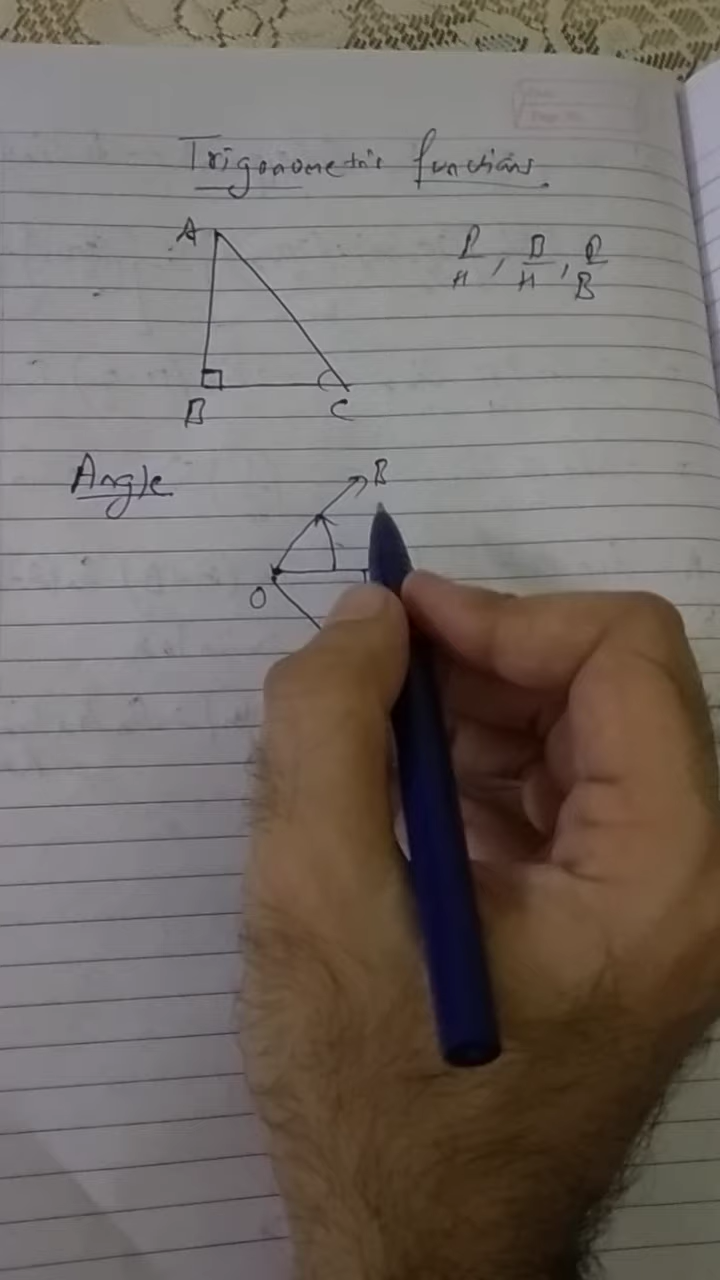 Trigonometric functions.
A
P/H , B/H , P/B
B C
Angle
B
O